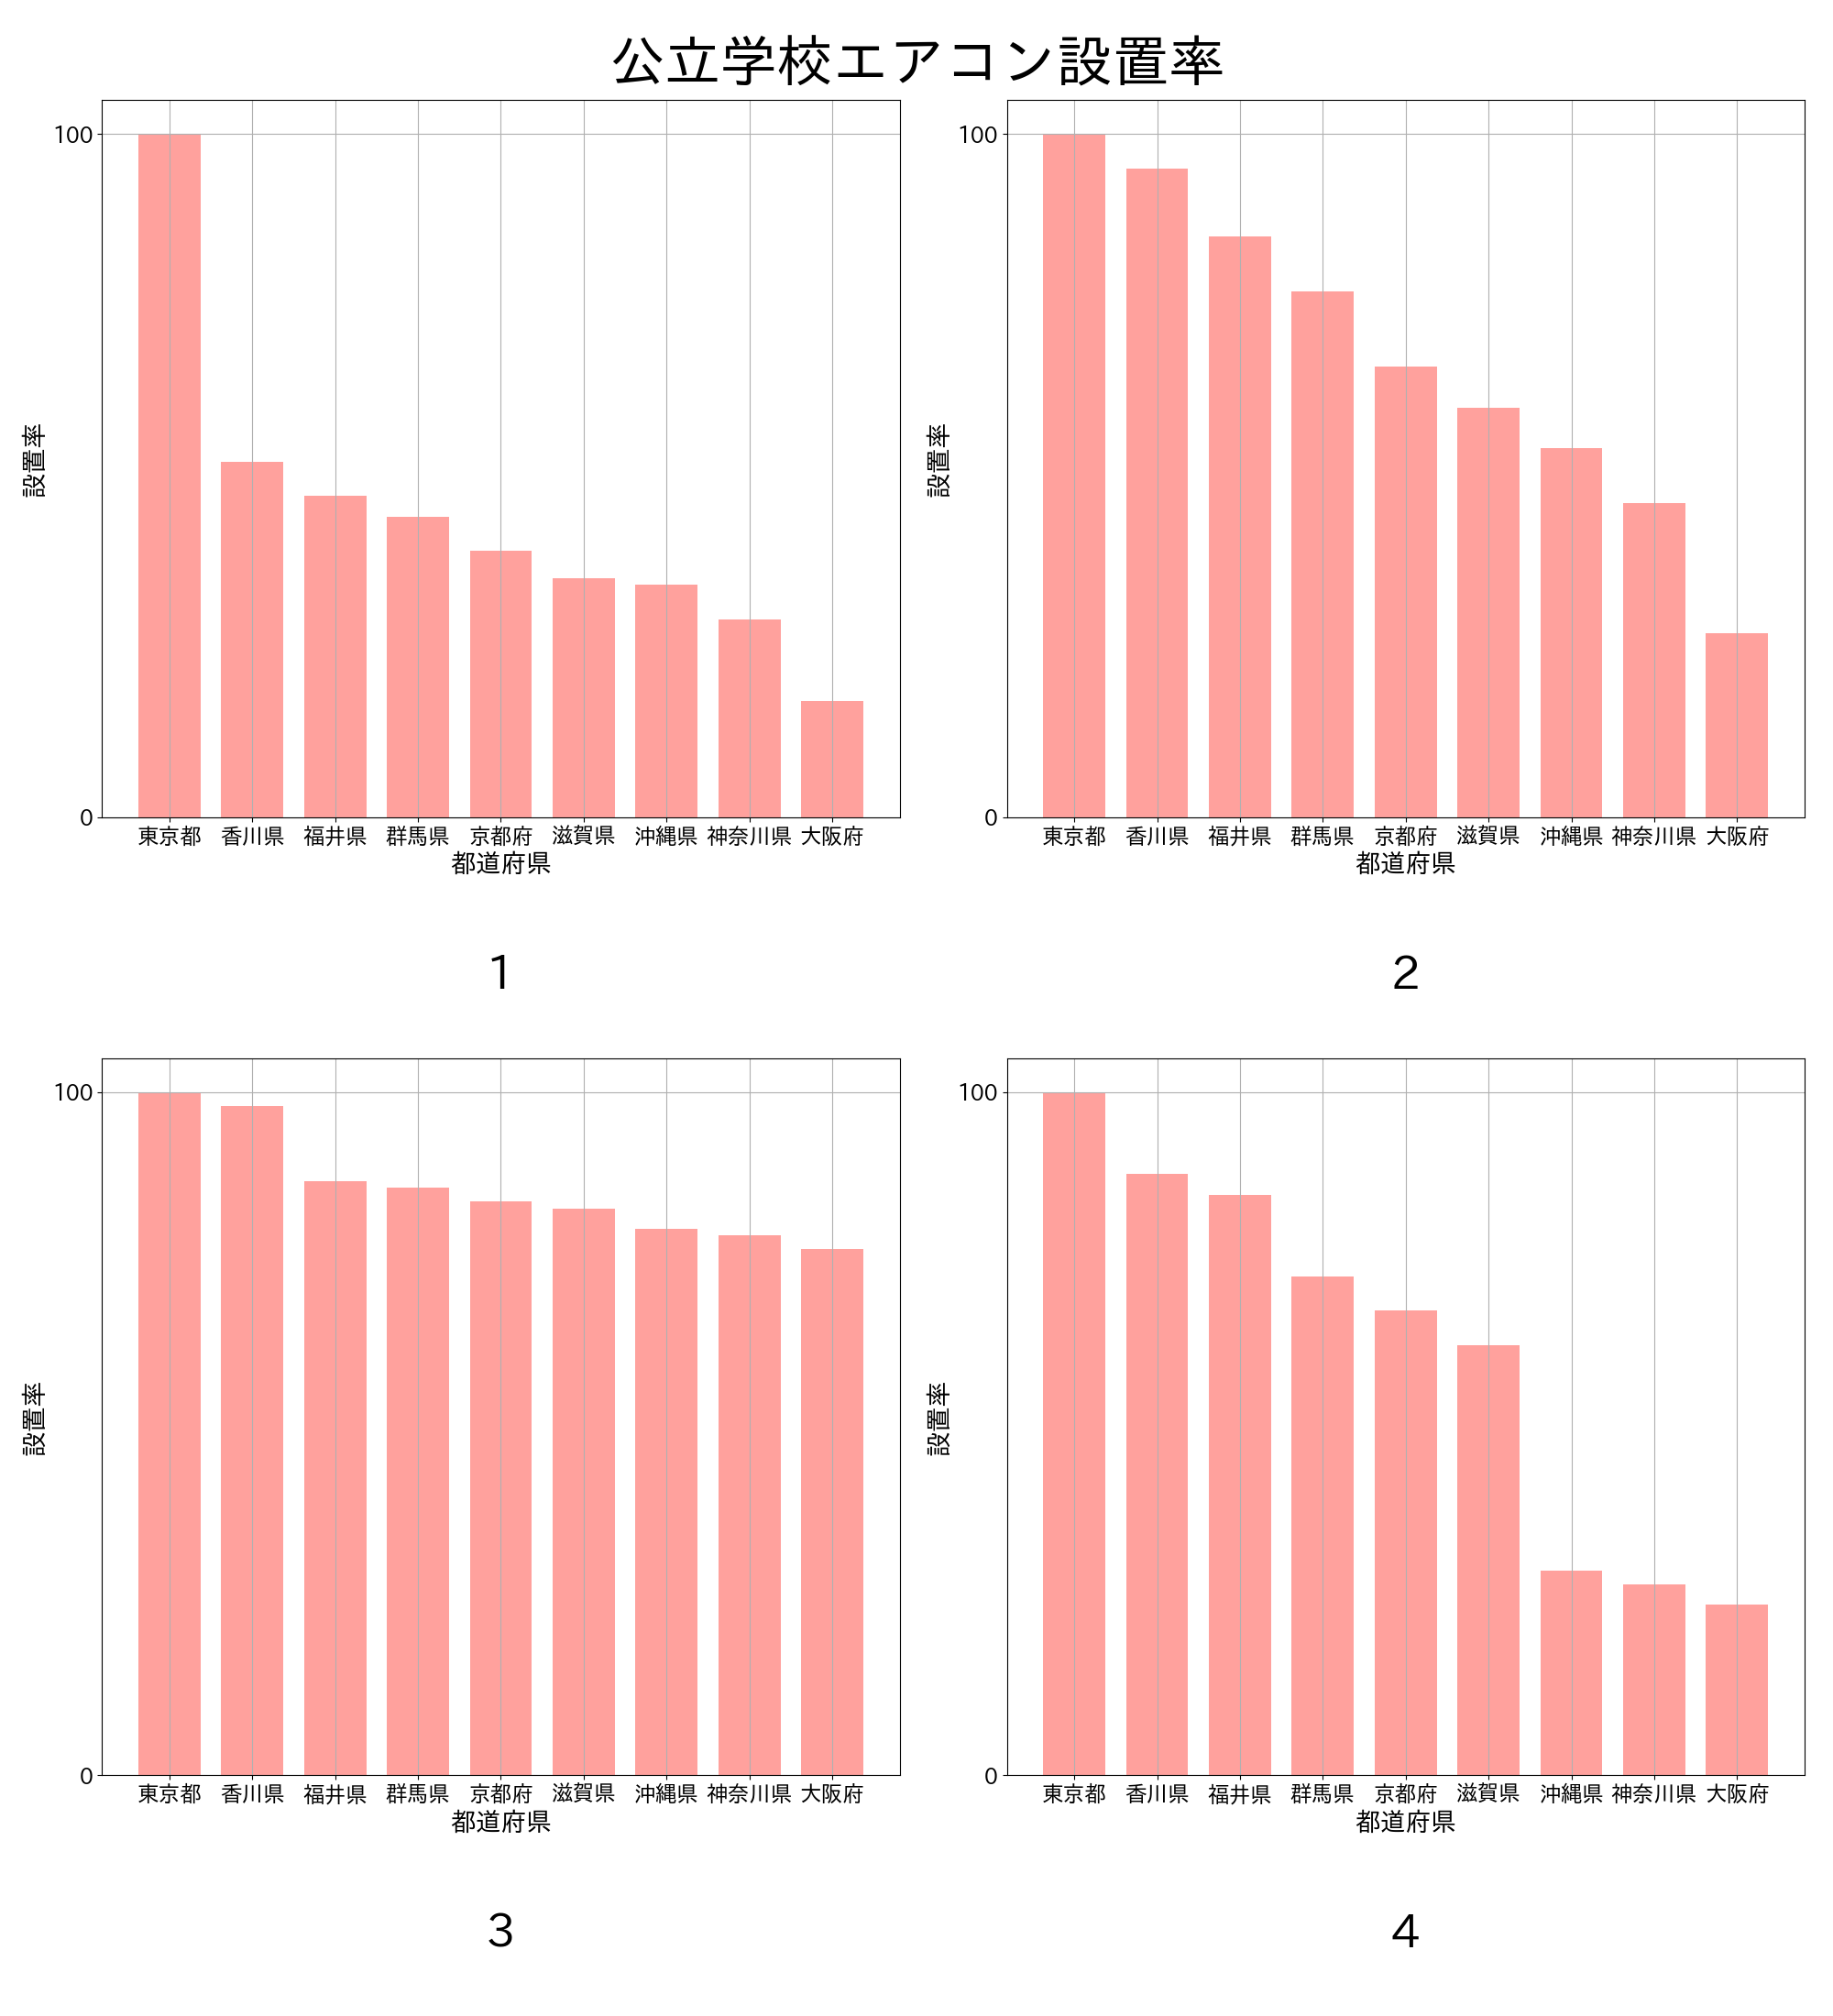 公立学校エアコン設置率
100
0
設置率
東京都 香川県 福井県 群馬県 京都府 滋賀県 沖縄県 神奈川県 大阪府
都道府県
1
100
0
設置率
東京都 香川県 福井県 群馬県 京都府 滋賀県 沖縄県 神奈川県 大阪府
都道府県
2
100
0
設置率
東京都 香川県 福井県 群馬県 京都府 滋賀県 沖縄県 神奈川県 大阪府
都道府県
3
100
0
設置率
東京都 香川県 福井県 群馬県 京都府 滋賀県 沖縄県 神奈川県 大阪府
都道府県
4